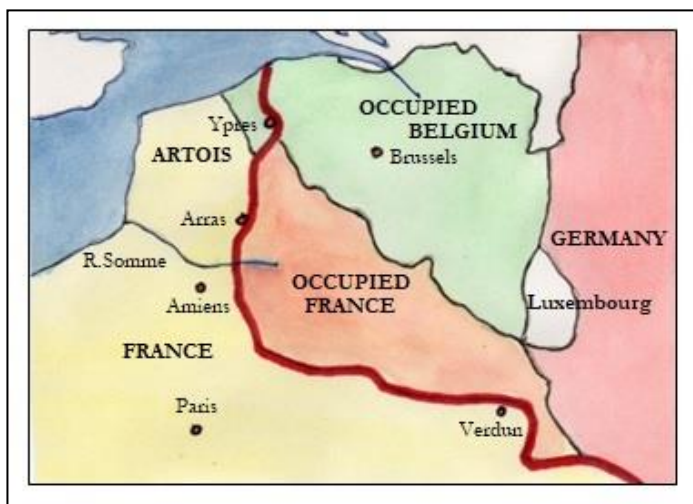 OCCUPIED
BELGIUM
Ypres
ARTOIS
Brussels
Arras
GERMANY
R.Somme
OCCUPIED
FRANCE
Amiens
Luxembourg
FRANCE
Paris
Verdun